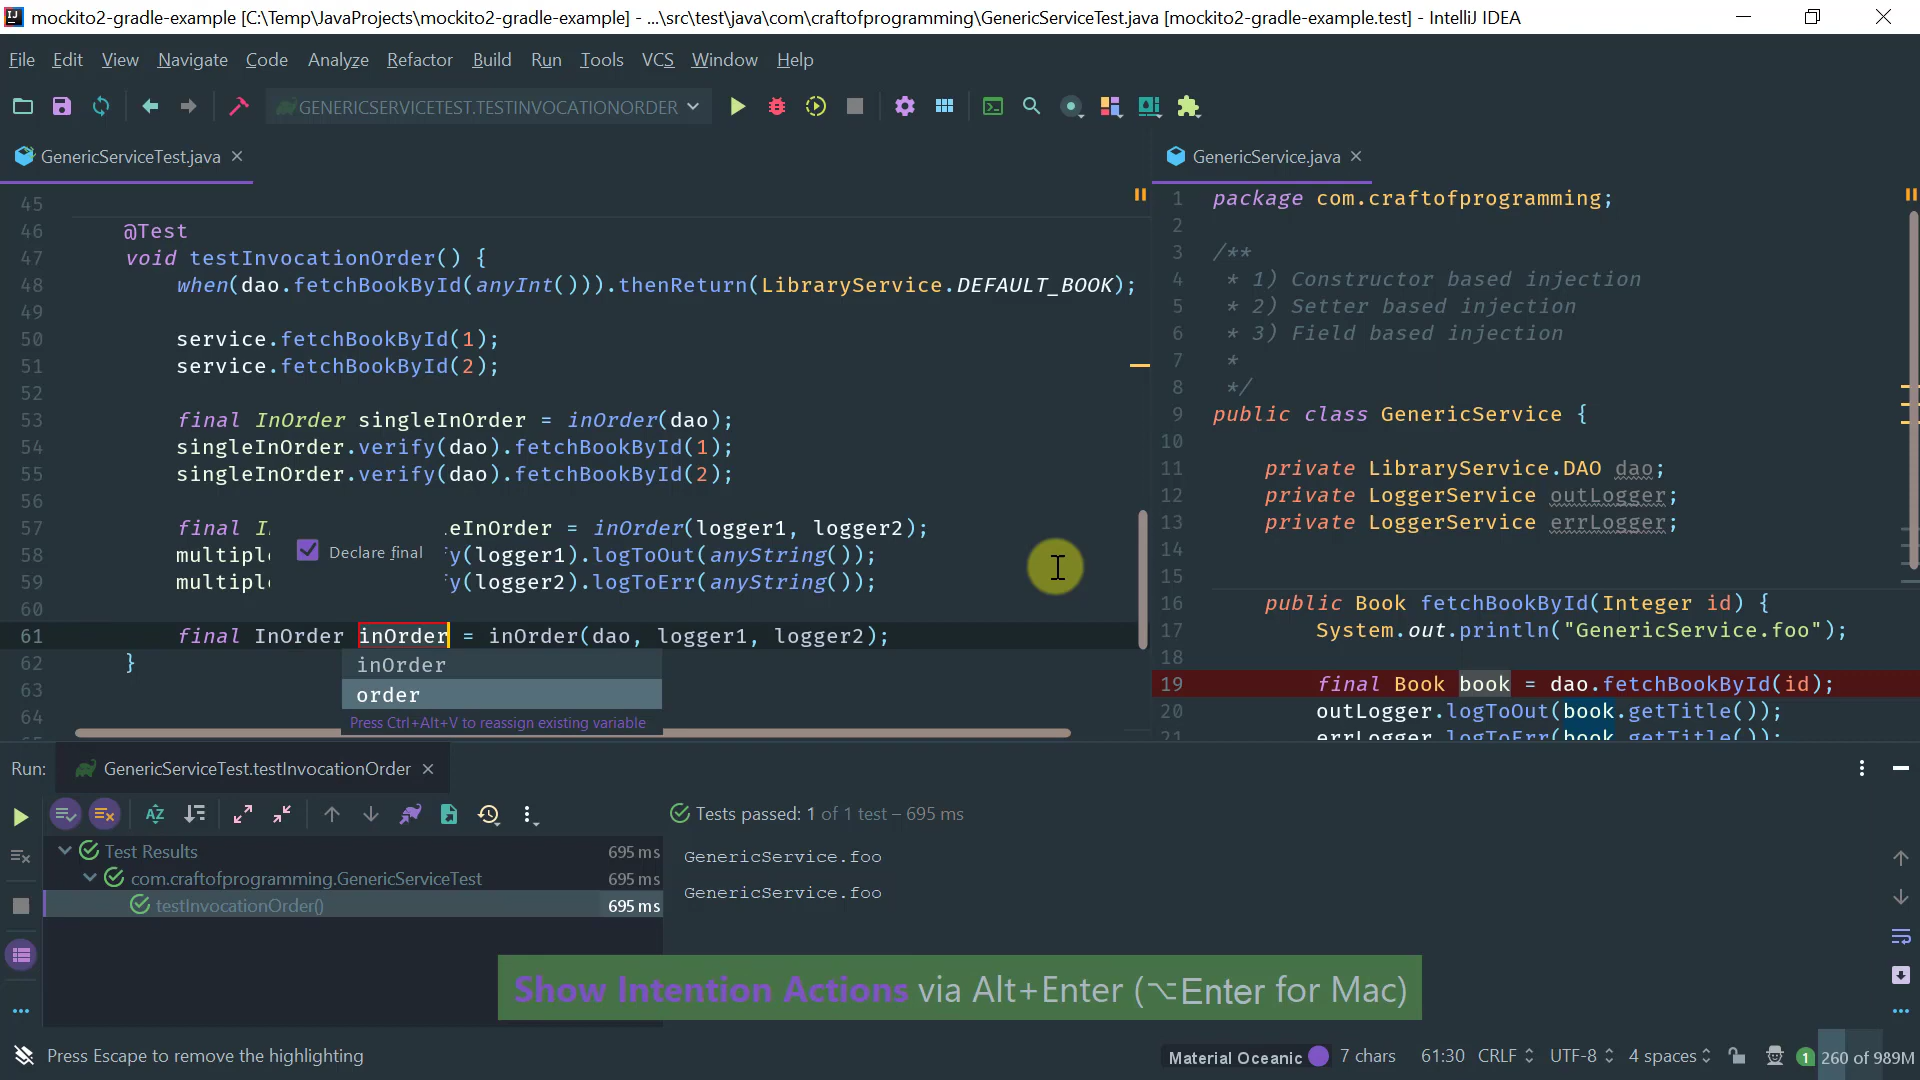 mockito2-gradle-example [C:\Temp\JavaProjects\mockito2-gradle-example] - ...\src\test\java\com\craftofprogramming\GenericServiceTest.java [mockito2-gradle-example.test] - IntelliJ IDEA
File Edit View Navigate Code Analyze Refactor Build Run Tools VCS Window Help
GENERICSERVICETEST.TESTINVOCATIONORDER
GenericServiceTest.java
45
46 @Test
47 void testInvocationOrder() {
48 when(dao.fetchBookById(anyInt())).thenReturn(LibraryService.DEFAULT_BOOK);
49
50 service.fetchBookById(1);
51 service.fetchBookById(2);
52
53 final InOrder singleInOrder = inOrder(dao);
54 singleInOrder.verify(dao).fetchBookById(1);
55 singleInOrder.verify(dao).fetchBookById(2);
56
57 final I eInOrder = inOrder(logger1, logger2);
58 multiple y(logger1).logToOut(anyString());
Declare final
59 multiple y(logger2).logToErr(anyString());
60
61 final InOrder inOrder = inOrder(dao, logger1, logger2);
62 }
63
64
inOrder
order
Press Ctrl+Alt+V to reassign existing variable
GenericService.java
1 package com.craftofprogramming;
2
3 /**
4 * 1) Constructor based injection
5 * 2) Setter based injection
6 * 3) Field based injection
7 *
8 */
9 public class GenericService {
10
11 private LibraryService.DAO dao;
12 private LoggerService outLogger;
13 private LoggerService errLogger;
14
15
16 public Book fetchBookById(Integer id) {
17 System.out.println("GenericService.foo");
18
19 final Book book = dao.fetchBookById(id);
20 outLogger.logToOut(book.getTitle());
21 errLogger.logToErr(book.getTitle());
Run: GenericServiceTest.testInvocationOrder
Tests passed: 1 of 1 test – 695 ms
Test Results 695 ms
com.craftofprogramming.GenericServiceTest 695 ms
testInvocationOrder() 695 ms
GenericService.foo
GenericService.foo
Show Intention Actions via Alt+Enter (⌥Enter for Mac)
Press Escape to remove the highlighting
Material Oceanic 7 chars 61:30 CRLF UTF-8 4 spaces 1 260 of 989M